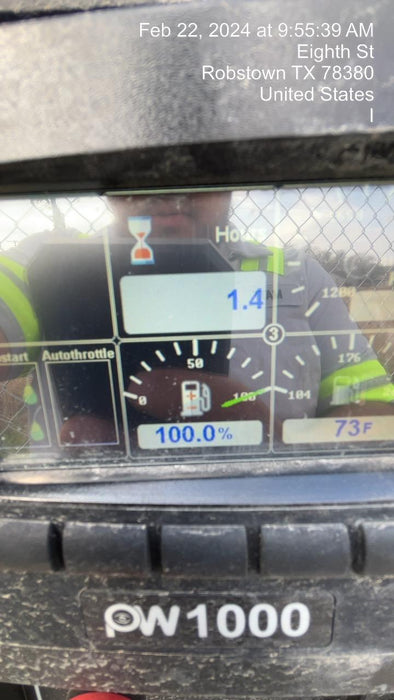 Feb 22, 2024 at 9:55:39 AM
Eighth St
Robstown TX 78380
United States
I
Hours
1.4
1200
3
start
Autothrottle
50
0
100
176
104
100.0%
73F
PW1000